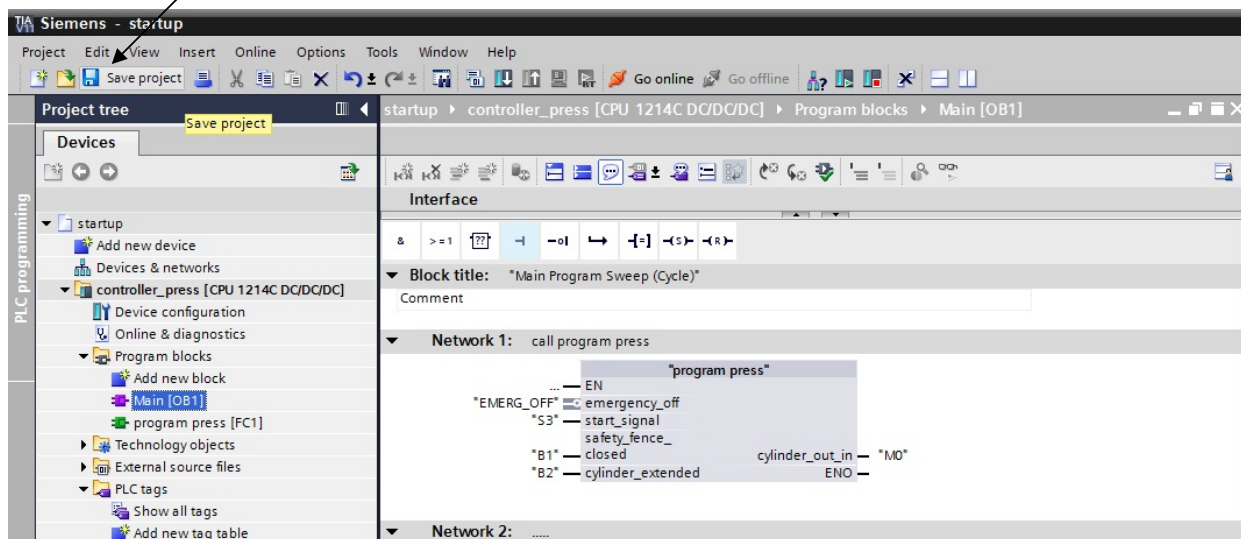 Siemens - startup
Project Edit View Insert Online Options Tools Window Help
Save project
Go online
Go offline
Project tree
Save project
startup ▸ controller_press [CPU 1214C DC/DC/DC] ▸ Program blocks ▸ Main [OB1]
Devices
PLC programming
startup
Add new device
Devices & networks
controller_press [CPU 1214C DC/DC/DC]
Device configuration
Online & diagnostics
Program blocks
Add new block
Main [OB1]
program press [FC1]
Technology objects
External source files
PLC tags
Show all tags
Add new tag table
Interface
& >=1 ?? -| -o| -[=] -(S)- -(R)-
Block title: "Main Program Sweep (Cycle)"
Comment
Network 1: call program press
"program press"
... EN
"EMERG_OFF" emergency_off
"S3" start_signal
safety_fence_
"B1" closed cylinder_out_in "M0"
"B2" cylinder_extended ENO
Network 2: .....